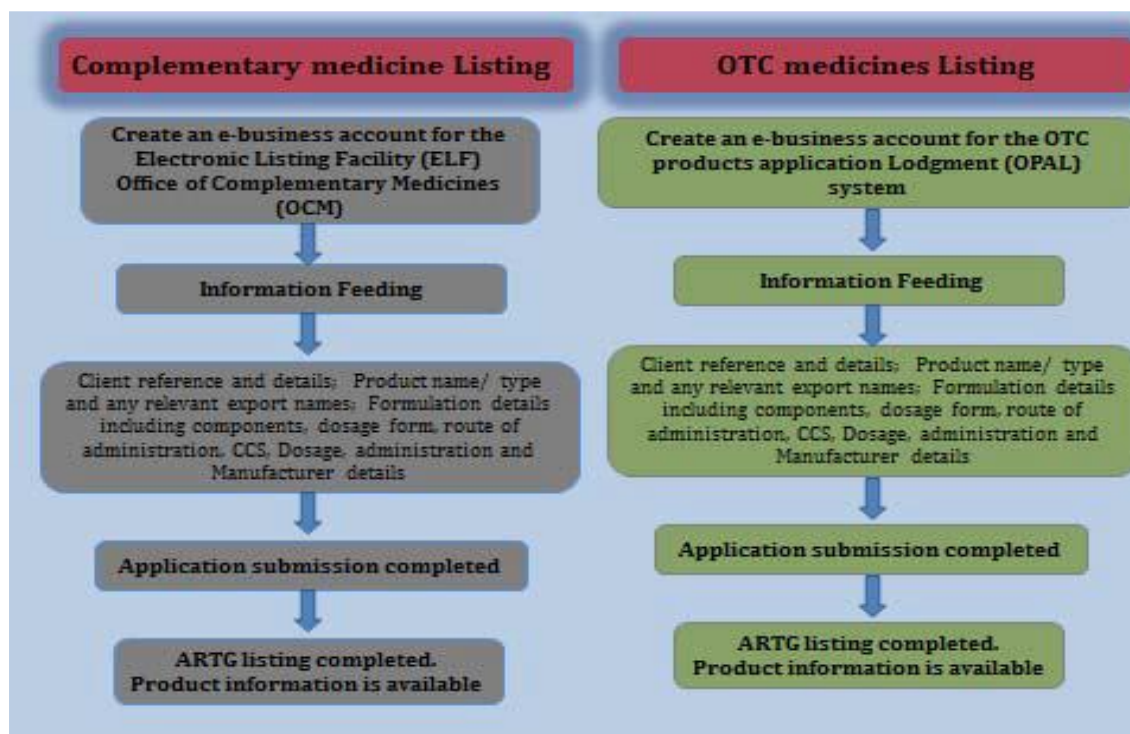 Complementary medicine Listing
Create an e-business account for the
Electronic Listing Facility (ELF)
Office of Complementary Medicines
(OCM)
Information Feeding
Client reference and details; Product name/ type
and any relevant export names; Formulation details
including components, dosage form, route of
administration, CCS, Dosage, administration and
Manufacturer details
Application submission completed
ARTG listing completed.
Product information is available
OTC medicines Listing
Create an e-business account for the OTC
products application Lodgment (OPAL)
system
Information Feeding
Client reference and details; Product name/ type
and any relevant export names; Formulation details
including components, dosage form, route of
administration, CCS, Dosage, administration and
Manufacturer details
Application submission completed
ARTG listing completed.
Product information is available